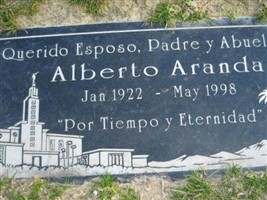 Querido Esposo, Padre y Abuel
Alberto Aranda
Jan 1922 - May 1998
"Por Tiempo y Eternidad"